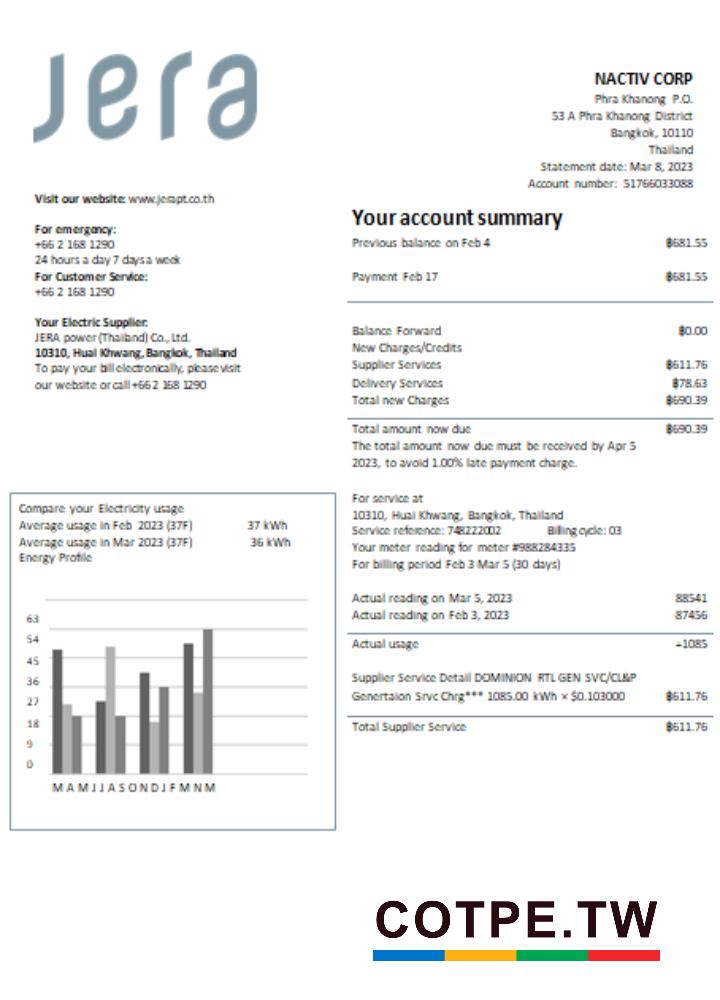 Jera
NACTIV CORP
Phra Khanong P.O.
53 A Phra Khanong District
Bangkok, 10110
Thailand
Statement date: Mar 8, 2023
Account number: 51766033088
Visit our website: www.jerapt.co.th
For emergency:
+66 2 168 1290
24 hours a day 7 days a week
For Customer Service:
+66 2 168 1290
Your Electric Supplier:
JERA power (Thailand) Co., Ltd.
10310, Huai Khwang, Bangkok, Thailand
To pay your bill electronically, please visit
our website or call +66 2 168 1290
Your account summary
Previous balance on Feb 4 ฿681.55
Payment Feb 17 ฿681.55
Balance Forward ฿0.00
New Charges/Credits
Supplier Services ฿611.76
Delivery Services ฿78.63
Total new Charges ฿690.39
Total amount now due ฿690.39
The total amount now due must be received by Apr 5
2023, to avoid 1.00% late payment charge.
For service at
10310, Huai Khwang, Bangkok, Thailand
Service reference: 748222002 Billing cycle: 03
Your meter reading for meter #988284335
For billing period Feb 3 Mar 5 (30 days)
Actual reading on Mar 5, 2023 88541
Actual reading on Feb 3, 2023 87456
Actual usage ÷1085
Supplier Service Detail DOMINION RTL GEN SVC/CL&P
Genertaion Srvc Chrg*** 1085.00 kWh × $0.103000 ฿611.76
Total Supplier Service ฿611.76
Compare your Electricity usage
Average usage in Feb 2023 (37F) 37 kWh
Average usage in Mar 2023 (37F) 36 kWh
Energy Profile
63
54
45
36
27
18
9
0
M A M J J A S O N D J F M N M
COTPE.TW